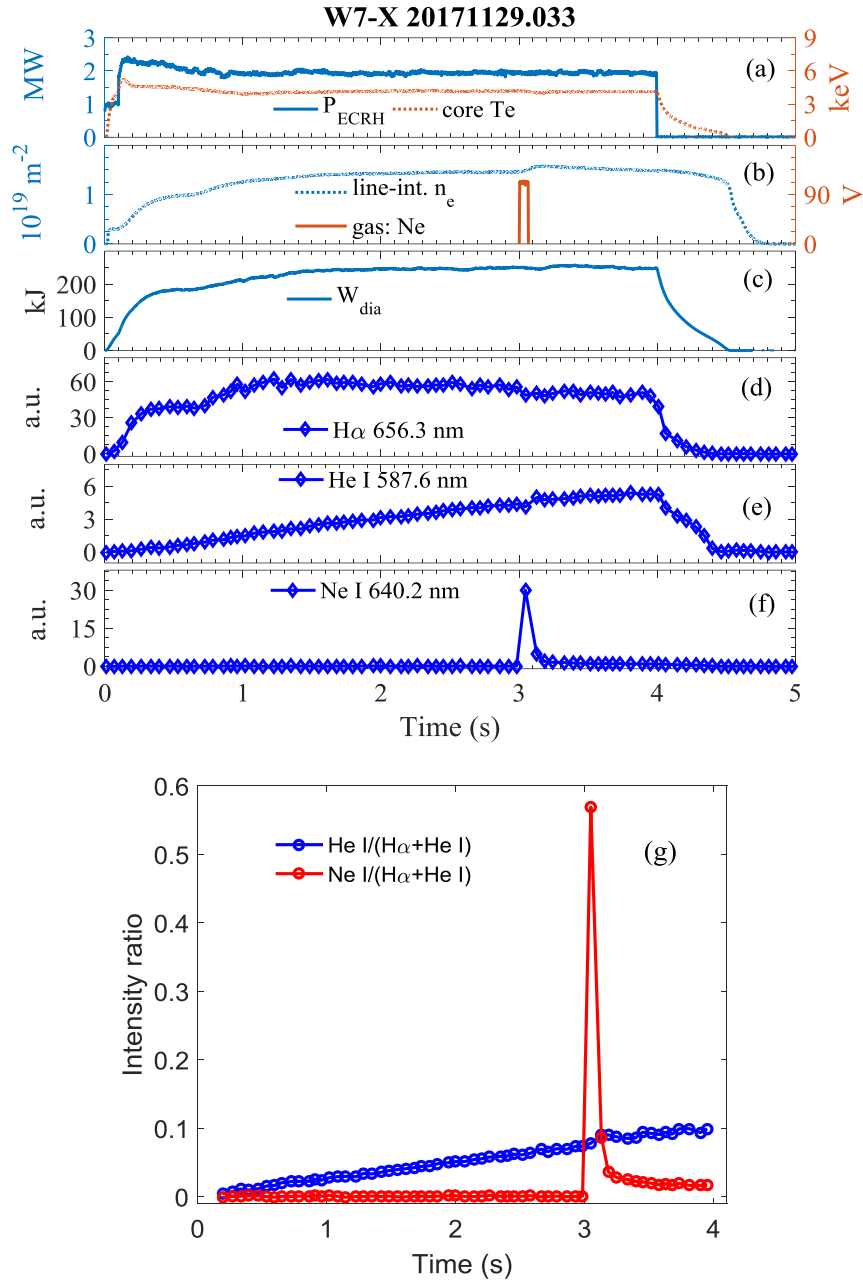 W7-X 20171129.033
3
2
1
0
MW
9
6
3
0
keV
(a)
P_ECRH core Te
1
0
10^19 m^-2
90
0
V
(b)
line-int. n_e
gas: Ne
200
100
0
kJ
(c)
W_dia
60
30
0
a.u.
(d)
Hα 656.3 nm
6
3
0
a.u.
(e)
He I 587.6 nm
30
15
0
a.u.
(f)
Ne I 640.2 nm
0 1 2 3 4 5
Time (s)
0.6
0.5
0.4
0.3
0.2
0.1
0
Intensity ratio
(g)
He I/(Hα+He I)
Ne I/(Hα+He I)
0 1 2 3 4
Time (s)